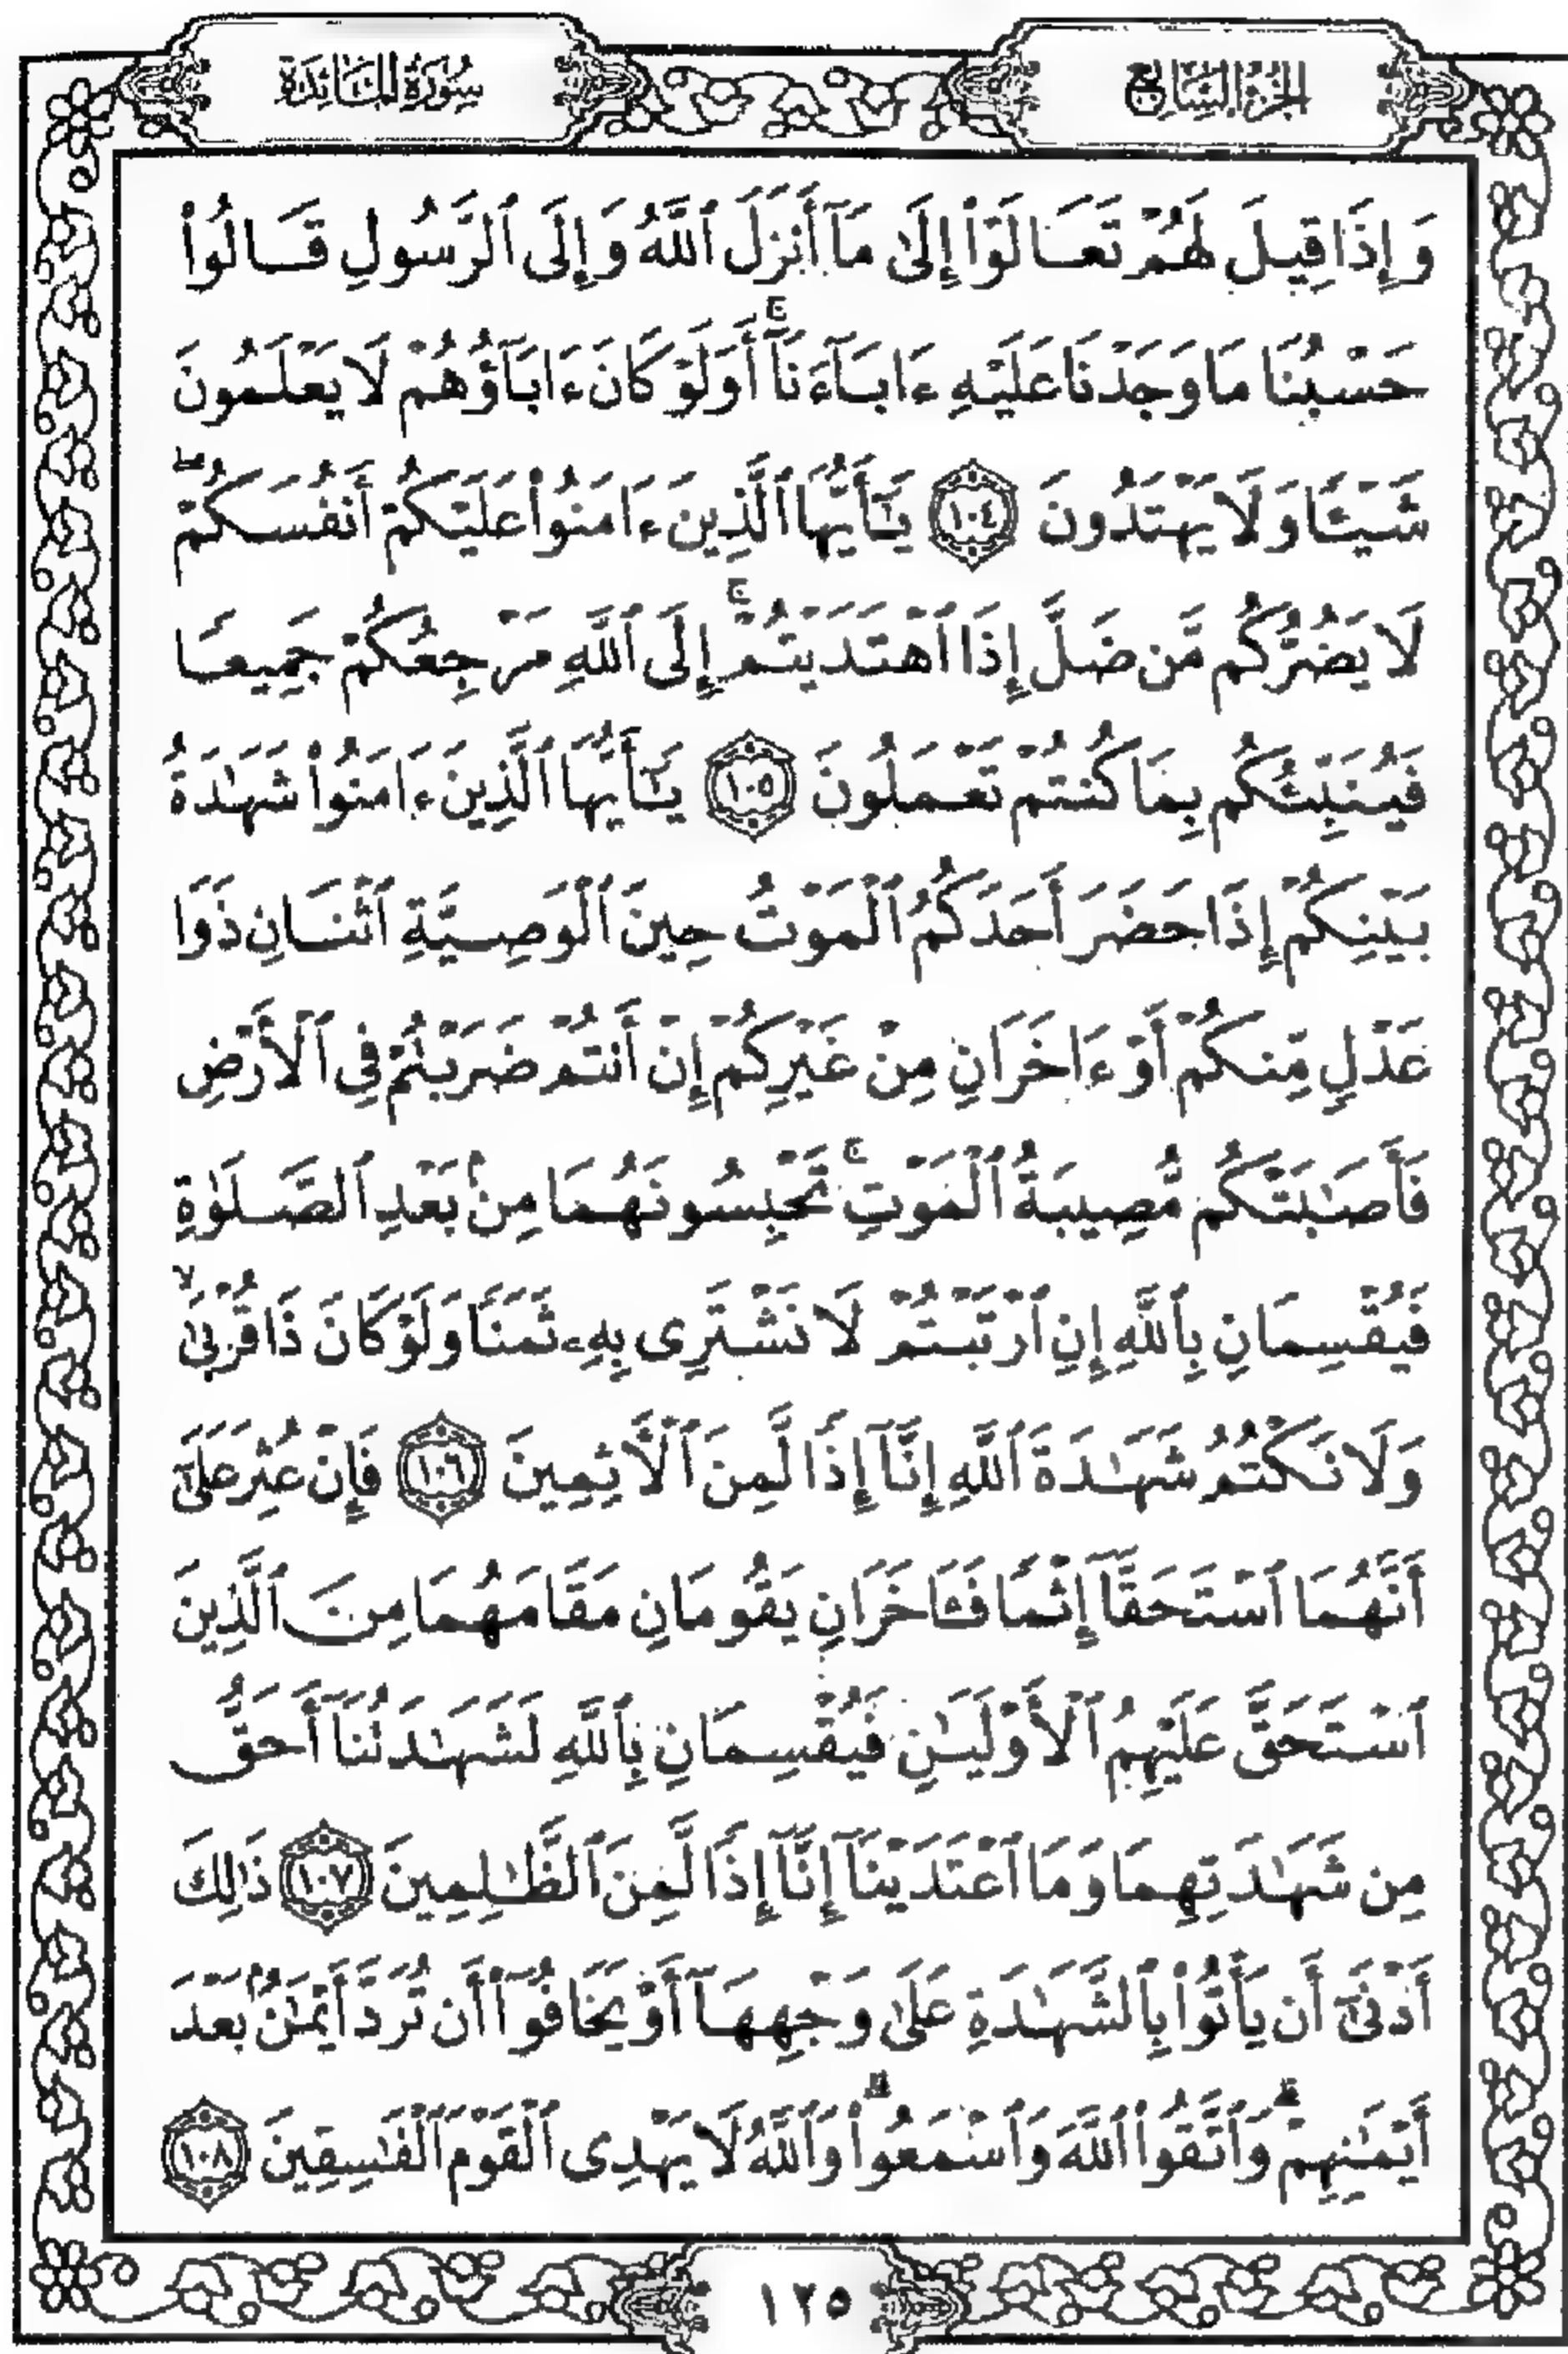 الجزء السابع
سورة المائدة
وَإِذَا قِيلَ لَهُمْ تَعَالَوْا۟ إِلَىٰ مَآ أَنزَلَ ٱللَّهُ وَإِلَى ٱلرَّسُولِ قَالُوا۟
حَسْبُنَا مَا وَجَدْنَا عَلَيْهِ ءَابَآءَنَآ ۚ أَوَلَوْ كَانَ ءَابَآؤُهُمْ لَا يَعْلَمُونَ
شَيْـًٔا وَلَا يَهْتَدُونَ ١٠٤ يَـٰٓأَيُّهَا ٱلَّذِينَ ءَامَنُوا۟ عَلَيْكُمْ أَنفُسَكُمْ ۖ
لَا يَضُرُّكُم مَّن ضَلَّ إِذَا ٱهْتَدَيْتُمْ ۚ إِلَى ٱللَّهِ مَرْجِعُكُمْ جَمِيعًا
فَيُنَبِّئُكُم بِمَا كُنتُمْ تَعْمَلُونَ ١٠٥ يَـٰٓأَيُّهَا ٱلَّذِينَ ءَامَنُوا۟ شَهَـٰدَةُ
بَيْنِكُمْ إِذَا حَضَرَ أَحَدَكُمُ ٱلْمَوْتُ حِينَ ٱلْوَصِيَّةِ ٱثْنَانِ ذَوَا
عَدْلٍ مِّنكُمْ أَوْ ءَاخَرَانِ مِنْ غَيْرِكُمْ إِنْ أَنتُمْ ضَرَبْتُمْ فِى ٱلْأَرْضِ
فَأَصَـٰبَتْكُم مُّصِيبَةُ ٱلْمَوْتِ ۚ تَحْبِسُونَهُمَا مِنۢ بَعْدِ ٱلصَّلَوٰةِ
فَيُقْسِمَانِ بِٱللَّهِ إِنِ ٱرْتَبْتُمْ لَا نَشْتَرِى بِهِۦ ثَمَنًا وَلَوْ كَانَ ذَا قُرْبَىٰ ۙ
وَلَا نَكْتُمُ شَهَـٰدَةَ ٱللَّهِ إِنَّآ إِذًا لَّمِنَ ٱلْـَٔاثِمِينَ ١٠٦ فَإِنْ عُثِرَ عَلَىٰٓ
أَنَّهُمَا ٱسْتَحَقَّآ إِثْمًا فَـَٔاخَرَانِ يَقُومَانِ مَقَامَهُمَا مِنَ ٱلَّذِينَ
ٱسْتَحَقَّ عَلَيْهِمُ ٱلْأَوْلَيَـٰنِ فَيُقْسِمَانِ بِٱللَّهِ لَشَهَـٰدَتُنَآ أَحَقُّ
مِن شَهَـٰدَتِهِمَا وَمَا ٱعْتَدَيْنَآ إِنَّآ إِذًا لَّمِنَ ٱلظَّـٰلِمِينَ ١٠٧ ذَٰلِكَ
أَدْنَىٰٓ أَن يَأْتُوا۟ بِٱلشَّهَـٰدَةِ عَلَىٰ وَجْهِهَآ أَوْ يَخَافُوٓا۟ أَن تُرَدَّ أَيْمَـٰنٌۢ بَعْدَ
أَيْمَـٰنِهِمْ ۗ وَٱتَّقُوا۟ ٱللَّهَ وَٱسْمَعُوا۟ ۗ وَٱللَّهُ لَا يَهْدِى ٱلْقَوْمَ ٱلْفَـٰسِقِينَ ١٠٨
١٢٥